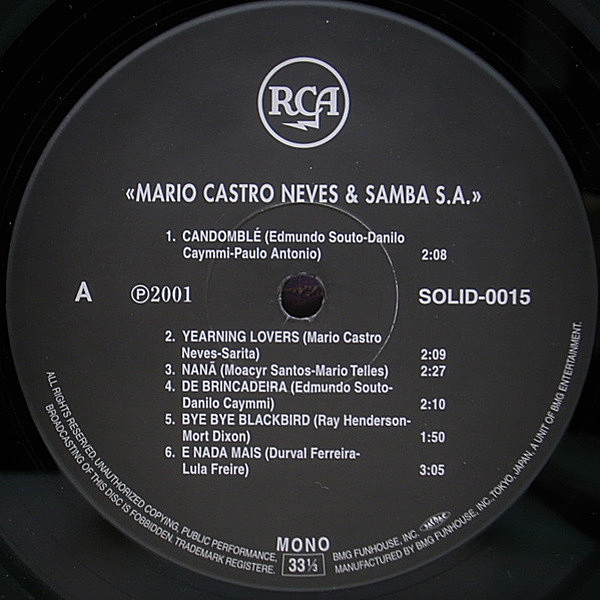 RCA
«MARIO CASTRO NEVES & SAMBA S.A.»
1. CANDOMBLÉ (Edmundo Souto-Danilo
Caymmi-Paulo Antonio) 2:08
A ℗2001 SOLID-0015
2. YEARNING LOVERS (Mario Castro
Neves-Sarita) 2:09
3. NANÃ (Moacyr Santos-Mario Telles) 2:27
4. DE BRINCADEIRA (Edmundo Souto-
Danilo Caymmi) 2:10
5. BYE BYE BLACKBIRD (Ray Henderson-
Mort Dixon) 1:50
6. E NADA MAIS (Durval Ferreira-
Lula Freire) 3:05
MONO
33⅓
ALL RIGHTS RESERVED. UNAUTHORIZED COPYING, PUBLIC PERFORMANCE,
BROADCASTING OF THIS DISC IS FORBIDDEN. TRADEMARK REGISTERE.
BMG FUNHOUSE, INC.
MANUFACTURED BY BMG FUNHOUSE, INC., TOKYO, JAPAN, A UNIT OF BMG ENTERTAINMENT.